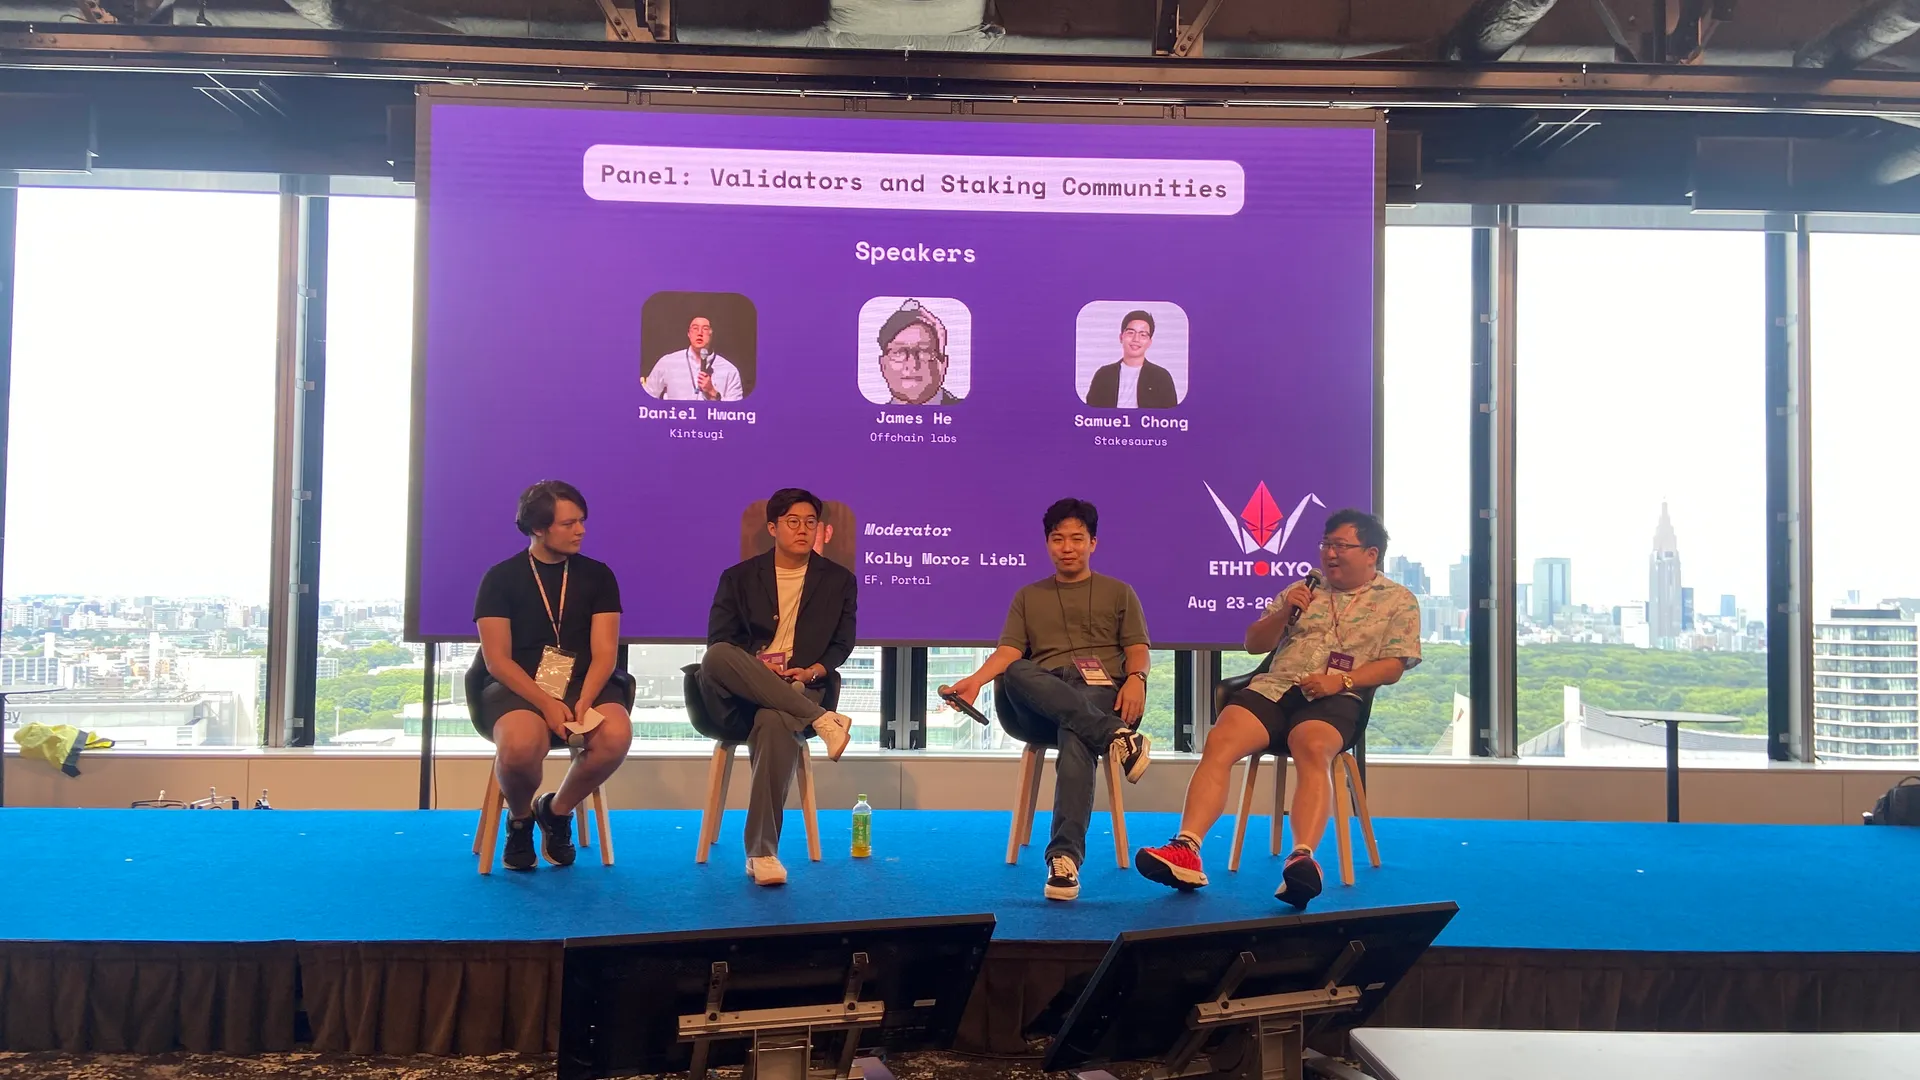 Panel: Validators and Staking Communities
Speakers
Daniel Hwang
Kintsugi
James He
Offchain labs
Samuel Chong
Stakesaurus
Moderator
Kolby Moroz Liebl
EF, Portal
ETHTOKYO
Aug 23-26